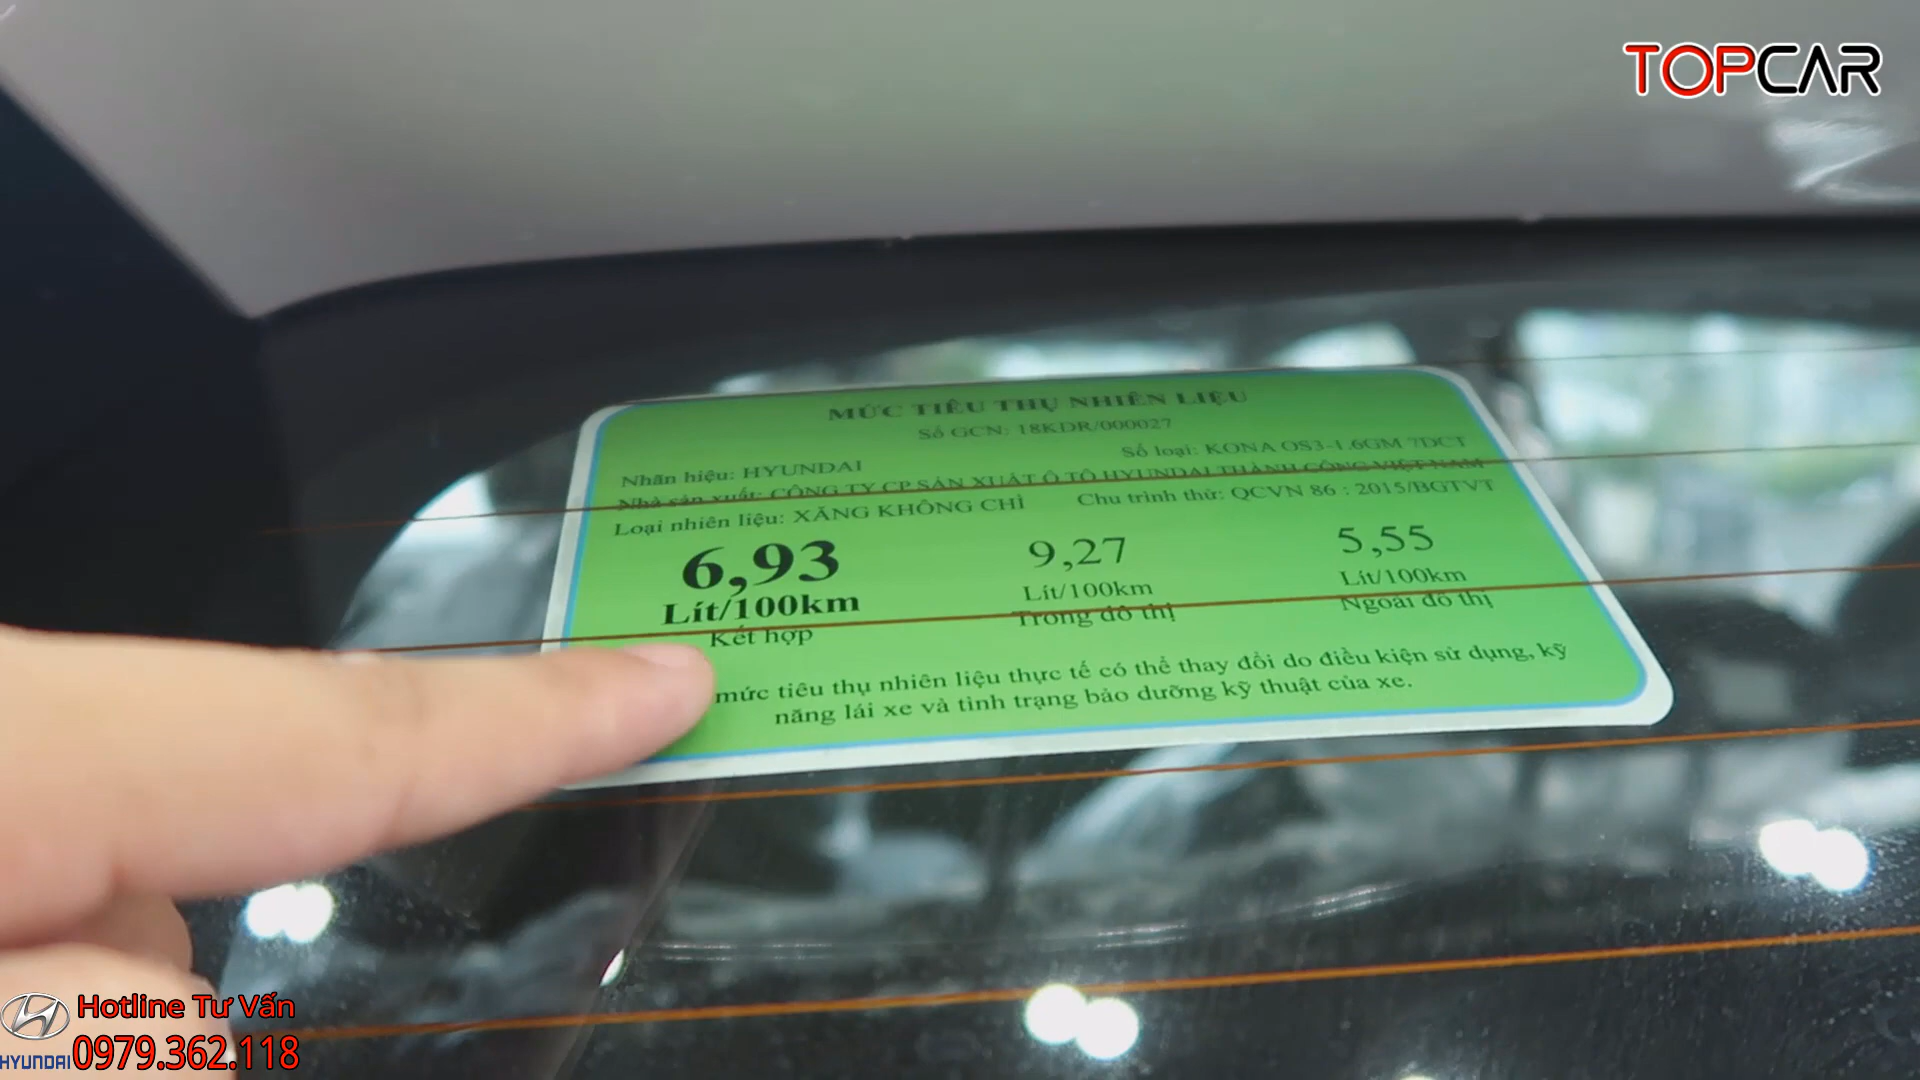 TOPCAR
MỨC TIÊU THỤ NHIÊN LIỆU
Số GCN: 18KDR/000027
Nhãn hiệu: HYUNDAI
Số loại: KONA OS3-1.6GM 7DCT
Nhà sản xuất: CÔNG TY CP SẢN XUẤT Ô TÔ HYUNDAI THÀNH CÔNG VIỆT NAM
Loại nhiên liệu: XĂNG KHÔNG CHÌ
Chu trình thử: QCVN 86 : 2015/BGTVT
6,93
Lít/100km
Kết hợp
9,27
Lít/100km
Trong đô thị
5,55
Lít/100km
Ngoài đô thị
mức tiêu thụ nhiên liệu thực tế có thể thay đổi do điều kiện sử dụng, kỹ
năng lái xe và tình trạng bảo dưỡng kỹ thuật của xe.
Hotline Tư Vấn
HYUNDAI
0979.362.118